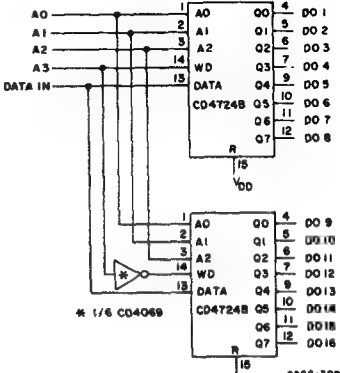 A0 1 A0 Q0 4 DO 1
A1 2 A1 Q1 5 DO 2
A2 3 A2 Q2 6 DO 3
A3 14 WD Q3 7 DO 4
DATA IN 13 DATA Q4 9 DO 5
CD4724B Q5 10 DO 6
Q6 11 DO 7
Q7 12 DO 8
R
15
VDD
1 A0 Q0 4 DO 9
2 A1 Q1 5 DO 10
3 A2 Q2 6 DO 11
* 14 WD Q3 7 DO 12
13 DATA Q4 9 DO 13
* 1/6 CD4069 CD4724B Q5 10 DO 14
Q6 11 DO 15
Q7 12 DO 16
R
15